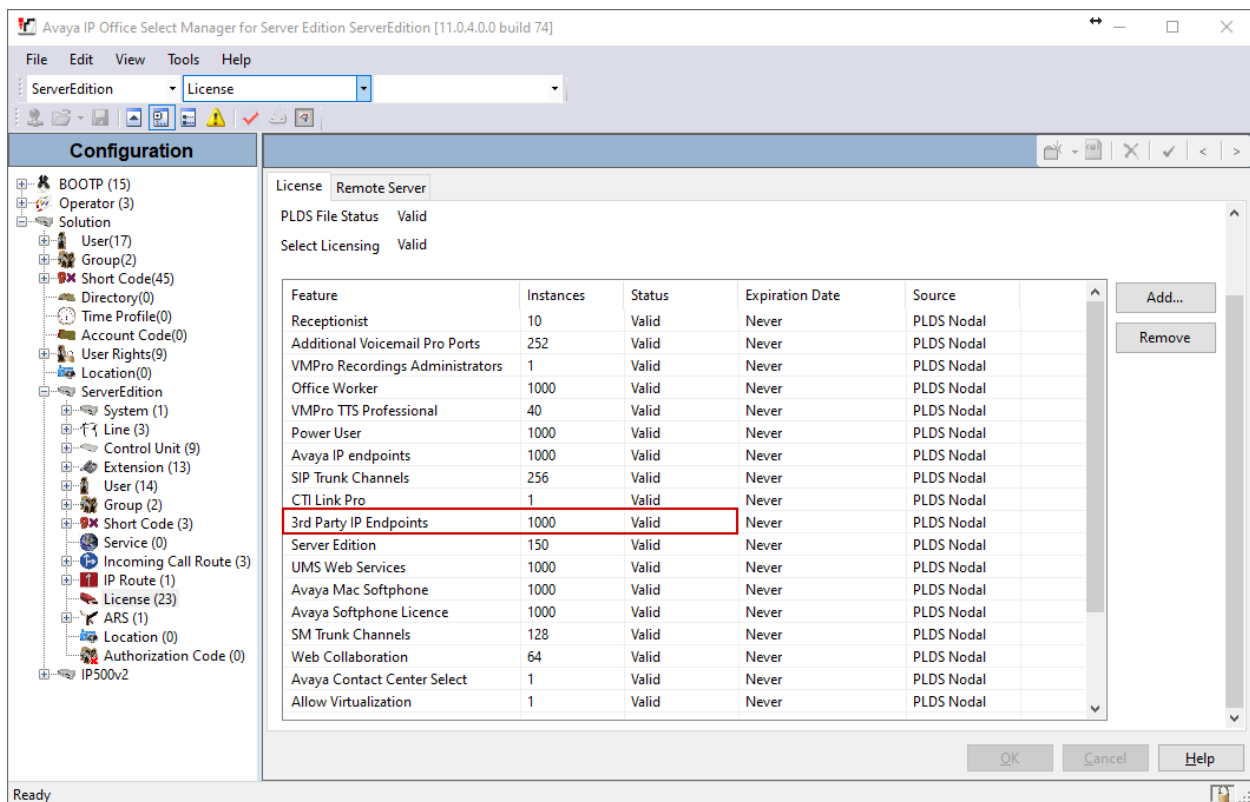 Avaya IP Office Select Manager for Server Edition ServerEdition [11.0.4.0.0 build 74]
File Edit View Tools Help
ServerEdition License
Configuration
BOOTP (15)
Operator (3)
Solution
User(17)
Group(2)
Short Code(45)
Directory(0)
Time Profile(0)
Account Code(0)
User Rights(9)
Location(0)
ServerEdition
System (1)
Line (3)
Control Unit (9)
Extension (13)
User (14)
Group (2)
Short Code (3)
Service (0)
Incoming Call Route (3)
IP Route (1)
License (23)
ARS (1)
Location (0)
Authorization Code (0)
IP500v2
License Remote Server
PLDS File Status Valid
Select Licensing Valid
Feature Instances Status Expiration Date Source
Receptionist 10 Valid Never PLDS Nodal
Additional Voicemail Pro Ports 252 Valid Never PLDS Nodal
VMPro Recordings Administrators 1 Valid Never PLDS Nodal
Office Worker 1000 Valid Never PLDS Nodal
VMPro TTS Professional 40 Valid Never PLDS Nodal
Power User 1000 Valid Never PLDS Nodal
Avaya IP endpoints 1000 Valid Never PLDS Nodal
SIP Trunk Channels 256 Valid Never PLDS Nodal
CTI Link Pro 1 Valid Never PLDS Nodal
3rd Party IP Endpoints 1000 Valid Never PLDS Nodal
Server Edition 150 Valid Never PLDS Nodal
UMS Web Services 1000 Valid Never PLDS Nodal
Avaya Mac Softphone 1000 Valid Never PLDS Nodal
Avaya Softphone Licence 1000 Valid Never PLDS Nodal
SM Trunk Channels 128 Valid Never PLDS Nodal
Web Collaboration 64 Valid Never PLDS Nodal
Avaya Contact Center Select 1 Valid Never PLDS Nodal
Allow Virtualization 1 Valid Never PLDS Nodal
Add...
Remove
OK Cancel Help
Ready